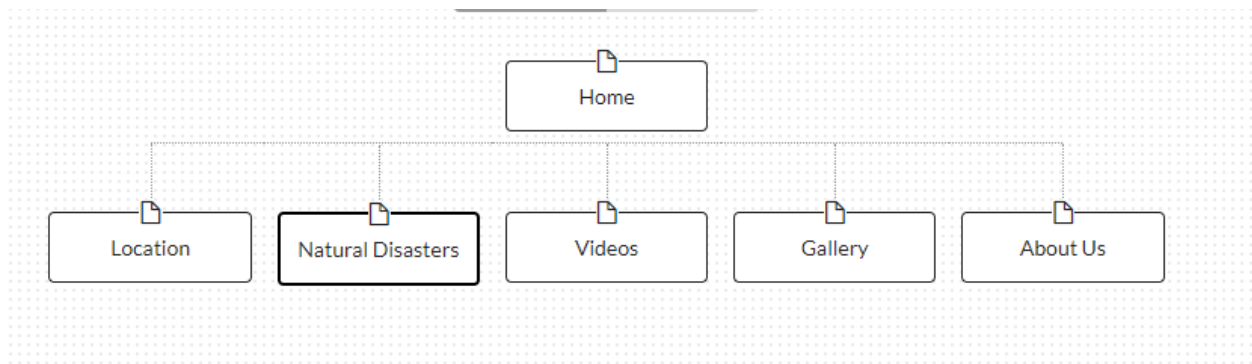 Home
Location
Natural Disasters
Videos
Gallery
About Us